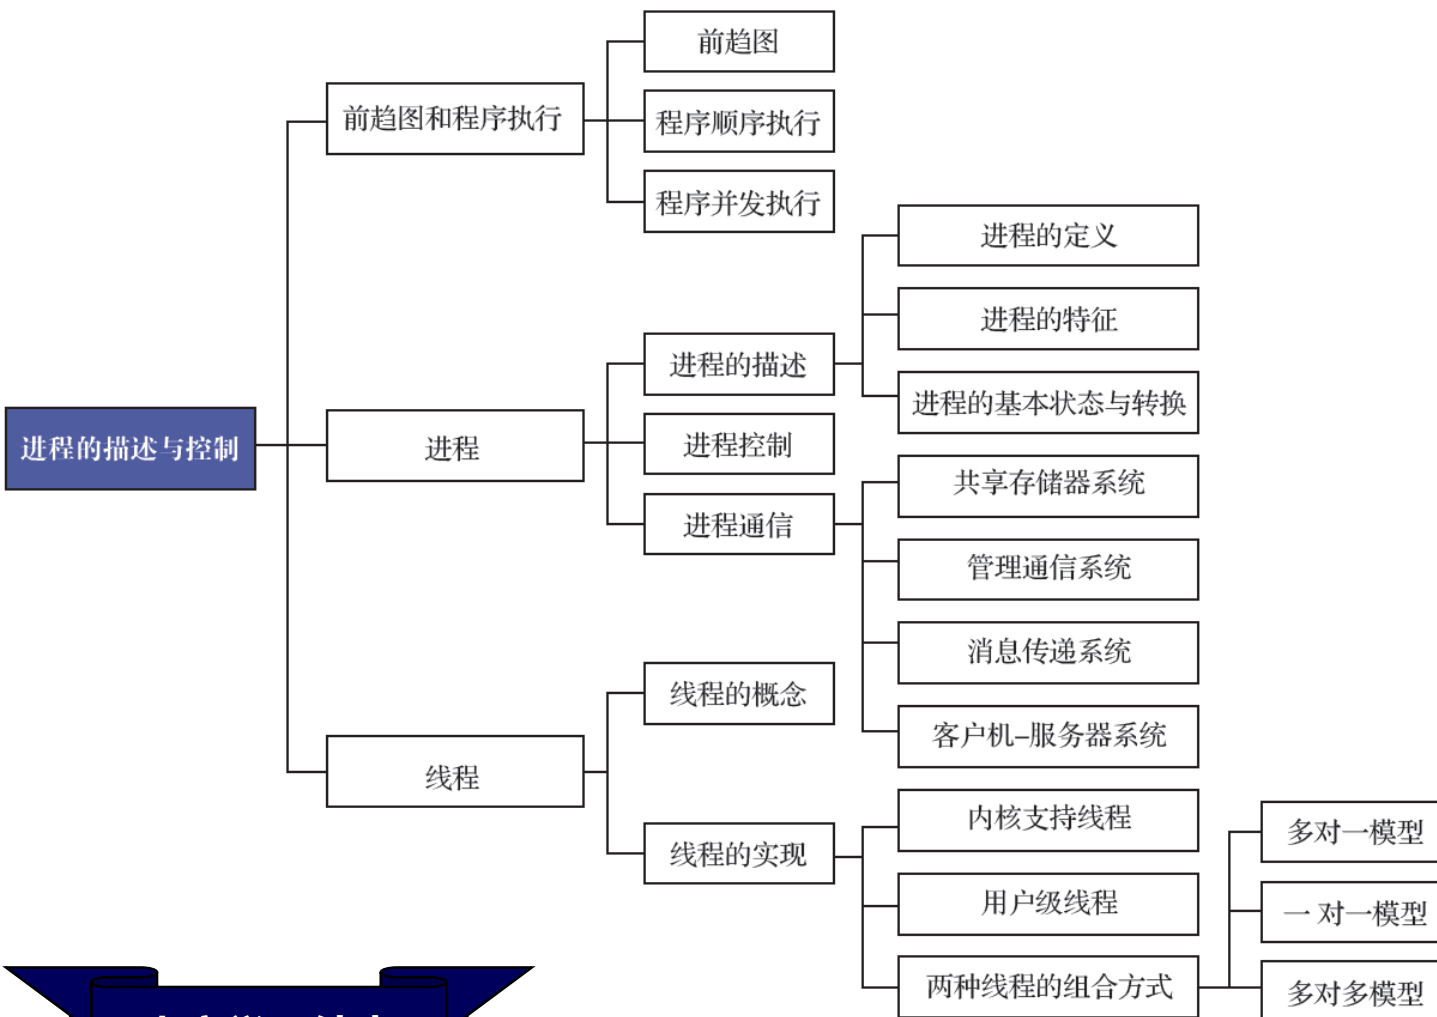 前趋图
前趋图和程序执行
程序顺序执行
程序并发执行
进程的定义
进程的特征
进程的描述
进程的基本状态与转换
进程的描述与控制
进程
进程控制
共享存储器系统
进程通信
管理通信系统
消息传递系统
线程的概念
客户机–服务器系统
线程
内核支持线程
多对一模型
线程的实现
用户级线程
一对一模型
两种线程的组合方式
多对多模型